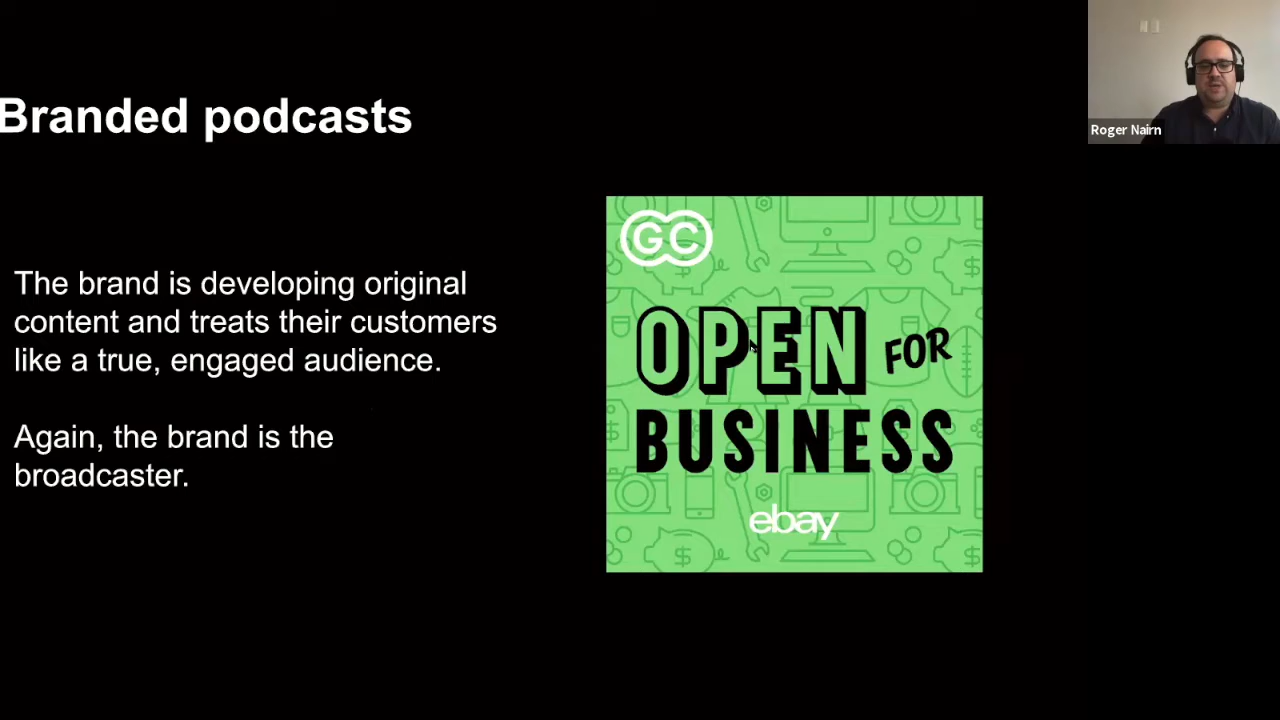 Branded podcasts
Roger Nairn
The brand is developing original
content and treats their customers
like a true, engaged audience.
Again, the brand is the
broadcaster.
GC
OPEN FOR
BUSINESS
ebay